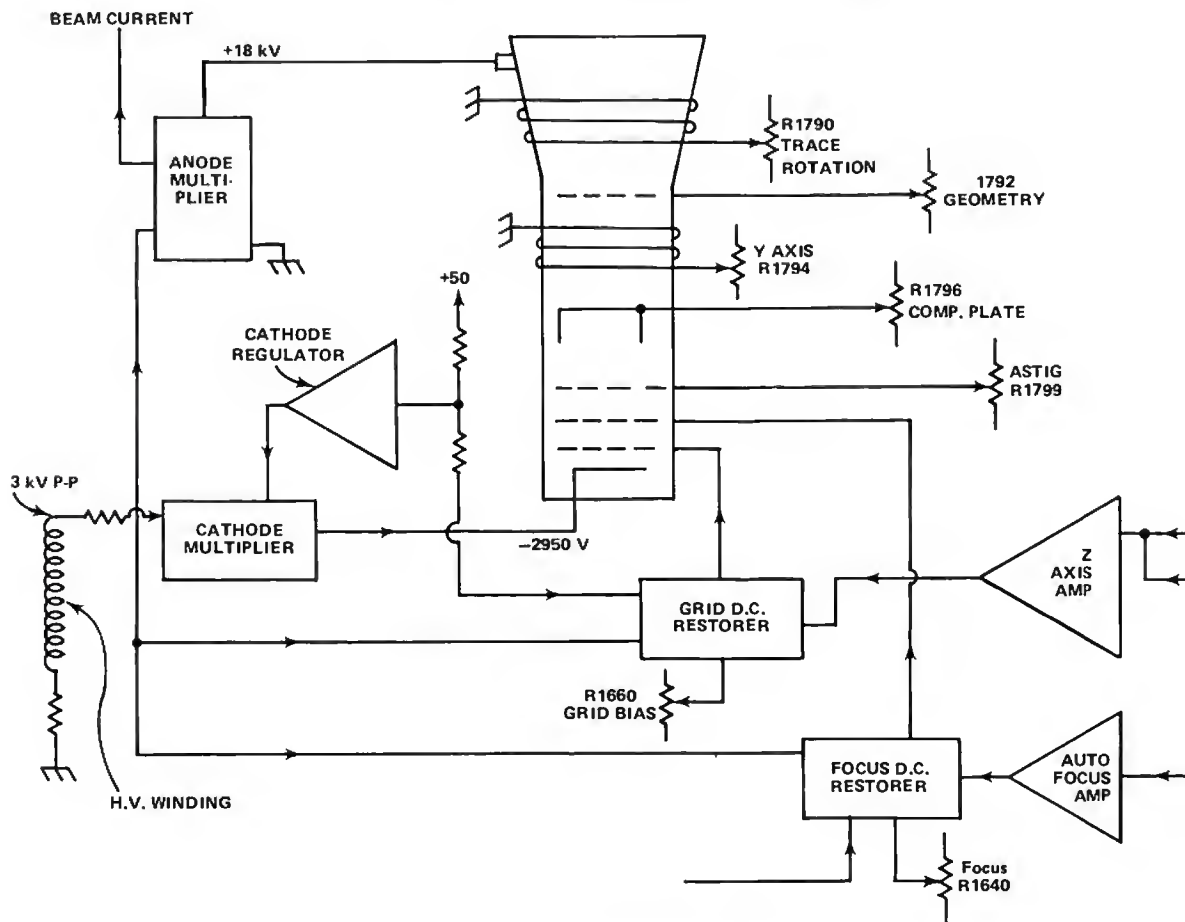 BEAM CURRENT
+18 kV
ANODE
MULTI-
PLIER
R1790
TRACE
ROTATION
1792
GEOMETRY
Y AXIS
R1794
+50
R1796
COMP. PLATE
CATHODE
REGULATOR
ASTIG
R1799
3 kV P-P
CATHODE
MULTIPLIER
-2950 V
Z
AXIS
AMP
GRID D.C.
RESTORER
R1660
GRID BIAS
H.V. WINDING
FOCUS D.C.
RESTORER
AUTO
FOCUS
AMP
Focus
R1640